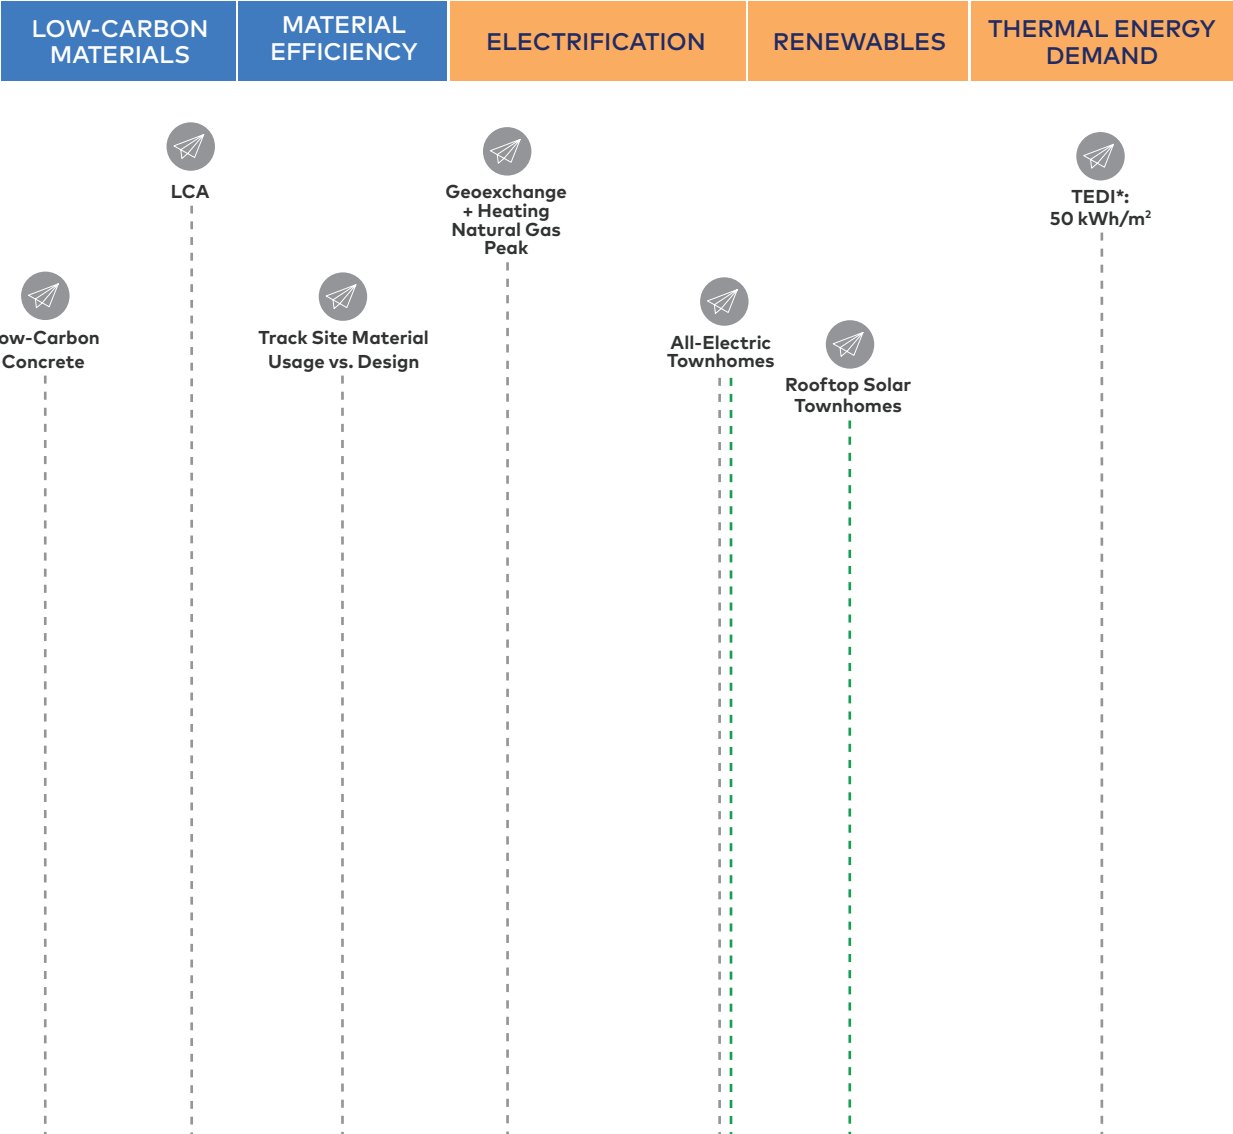 LOW-CARBON
MATERIALS
MATERIAL
EFFICIENCY
ELECTRIFICATION
RENEWABLES
THERMAL ENERGY
DEMAND
LCA
Geoexchange
+ Heating
Natural Gas
Peak
TEDI*:
50 kWh/m²
ow-Carbon
Concrete
Track Site Material
Usage vs. Design
All-Electric
Townhomes
Rooftop Solar
Townhomes